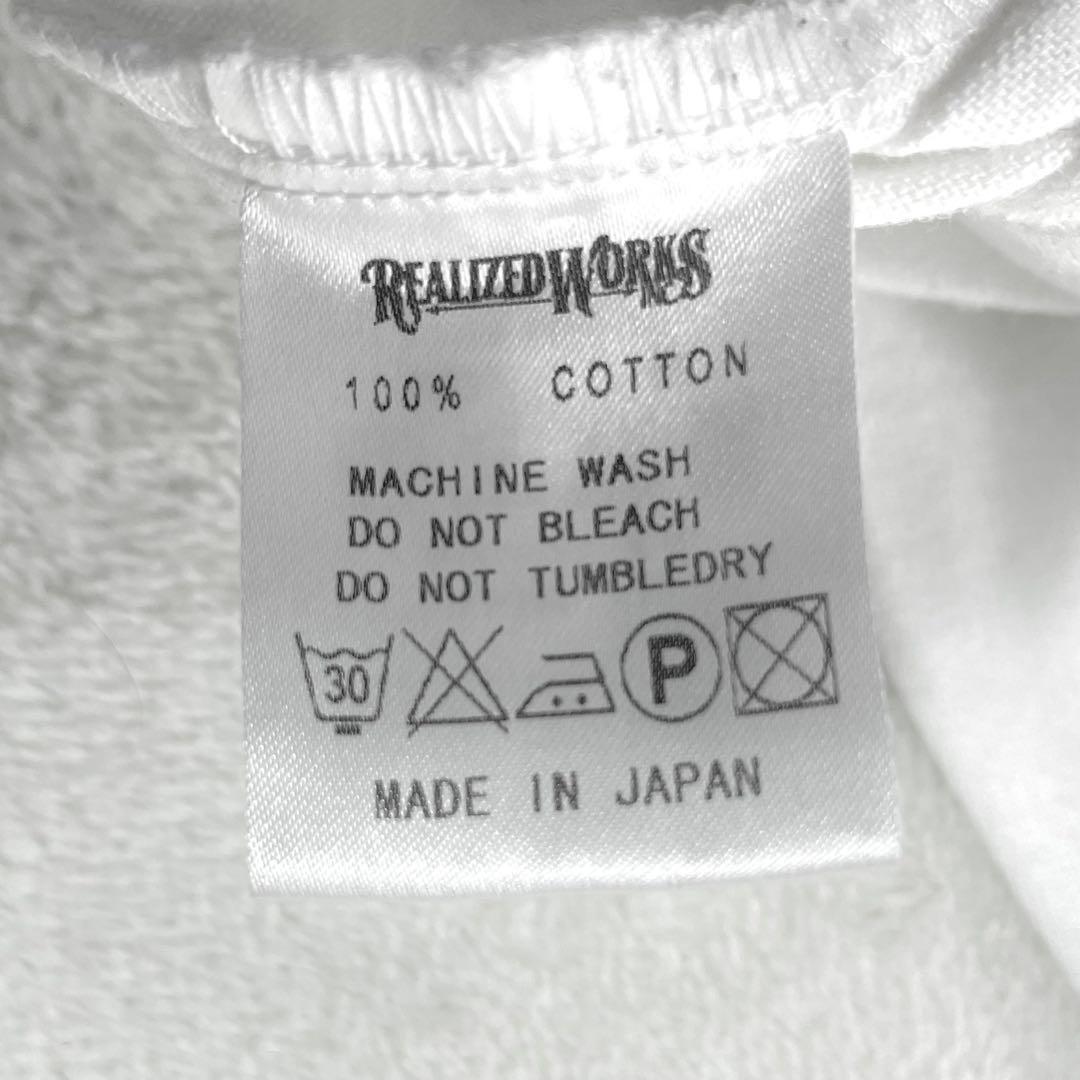 REALIZED WORKS
100% COTTON
MACHINE WASH
DO NOT BLEACH
DO NOT TUMBLEDRY
30 P
MADE IN JAPAN